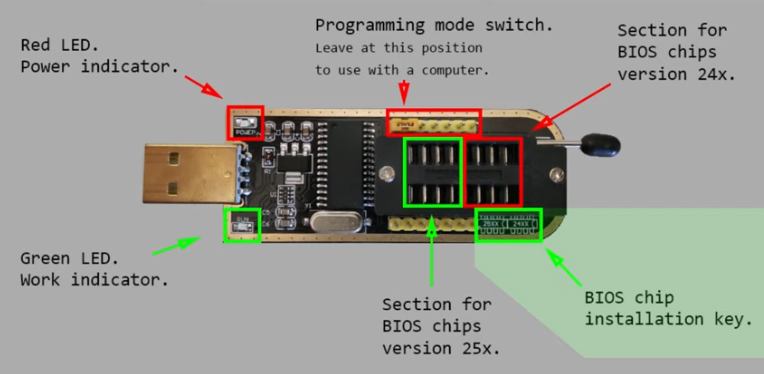 Red LED.
Power indicator.
Programming mode switch.
Leave at this position
to use with a computer.
Section for
BIOS chips
version 24x.
POWER
RUN
25XX
24XX
Green LED.
Work indicator.
Section for
BIOS chips
version 25x.
BIOS chip
installation key.